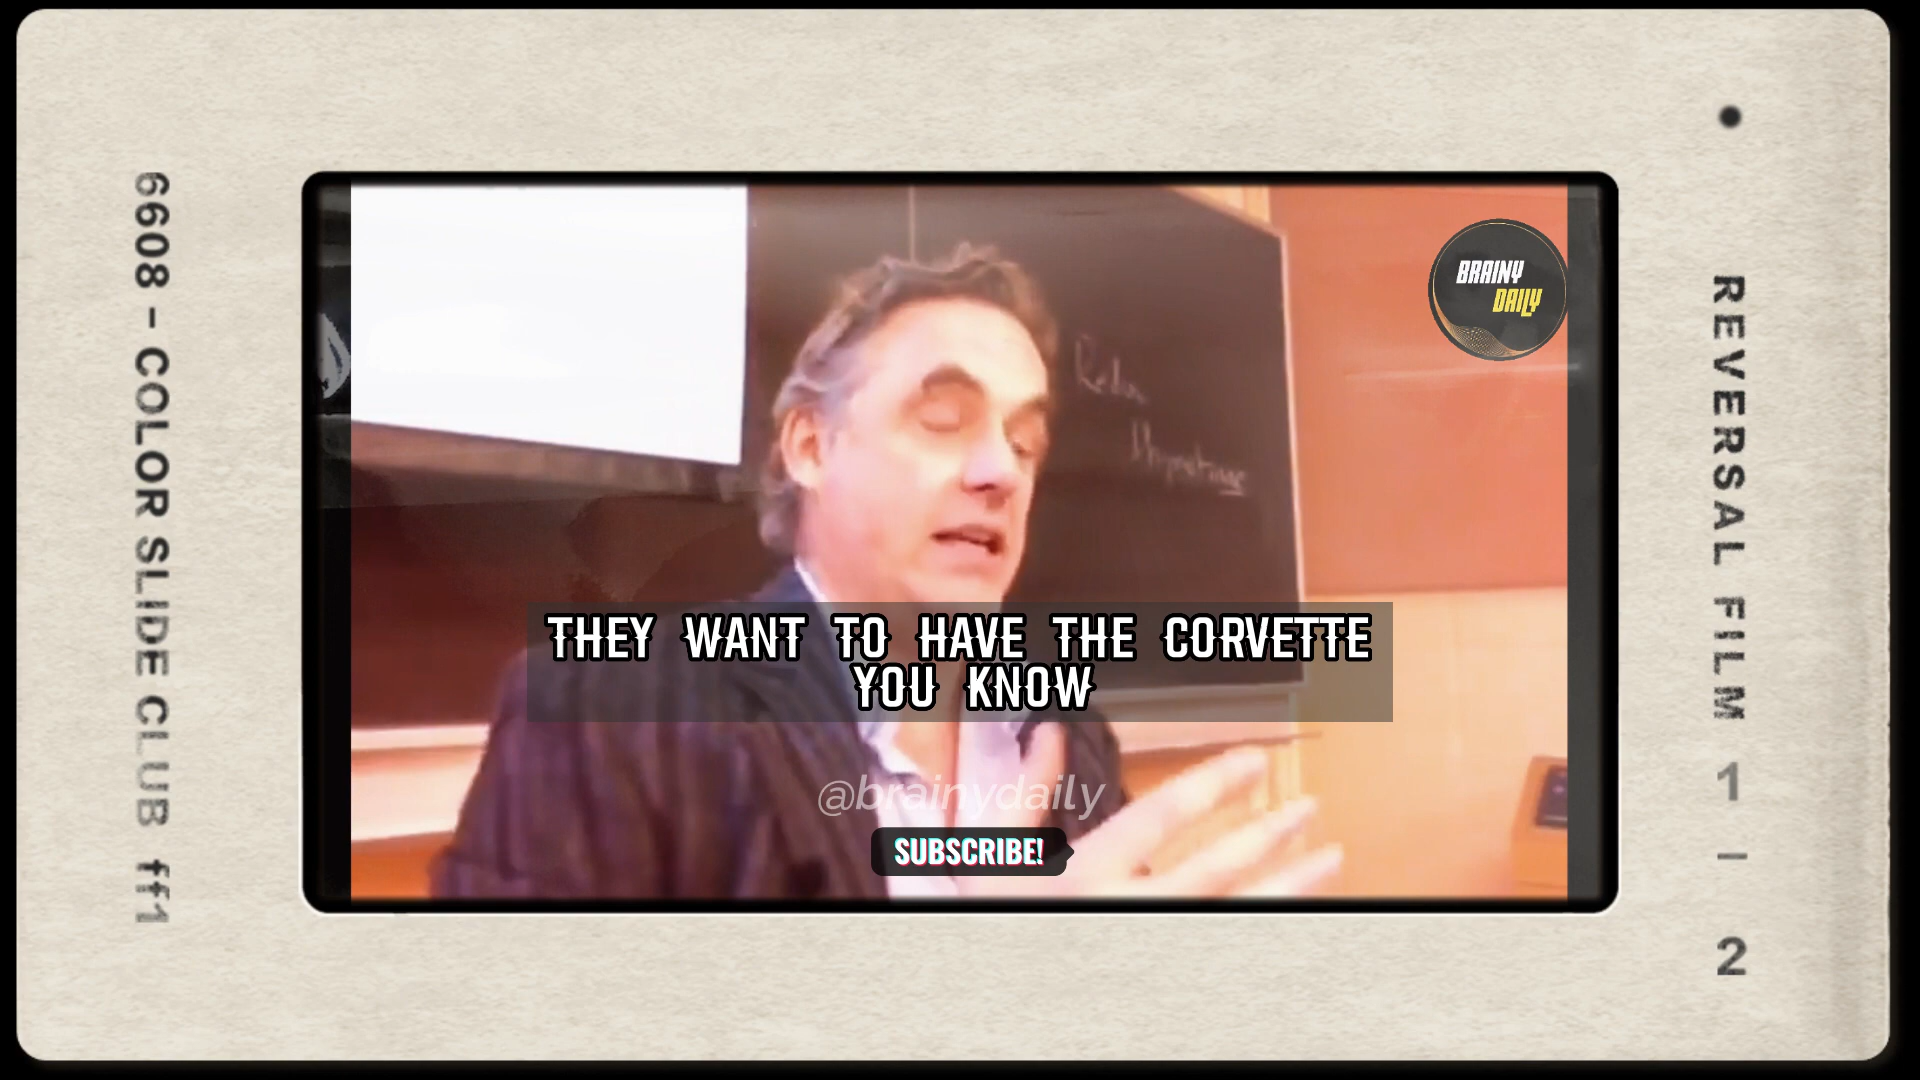 6608 - COLOR SLIDE CLUB ff1
BRAINY
DAILY
THEY WANT TO HAVE THE CORVETTE
YOU KNOW
@brainydaily
SUBSCRIBE!
REVERSAL FILM 1 - 2